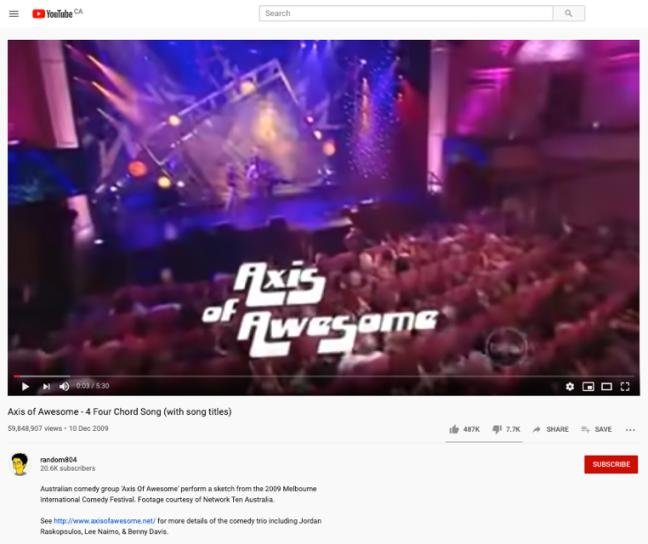 YouTube CA
Search
Axis
of Awesome
0:03 / 5:30
Axis of Awesome - 4 Four Chord Song (with song titles)
59,848,907 views • 10 Dec 2009
487K 7.7K SHARE SAVE
random804
20.6K subscribers
SUBSCRIBE
Australian comedy group 'Axis Of Awesome' perform a sketch from the 2009 Melbourne
International Comedy Festival. Footage courtesy of Network Ten Australia.
See http://www.axisofawesome.net/ for more details of the comedy trio including Jordan
Raskopoulos, Lee Naimo, & Benny Davis.